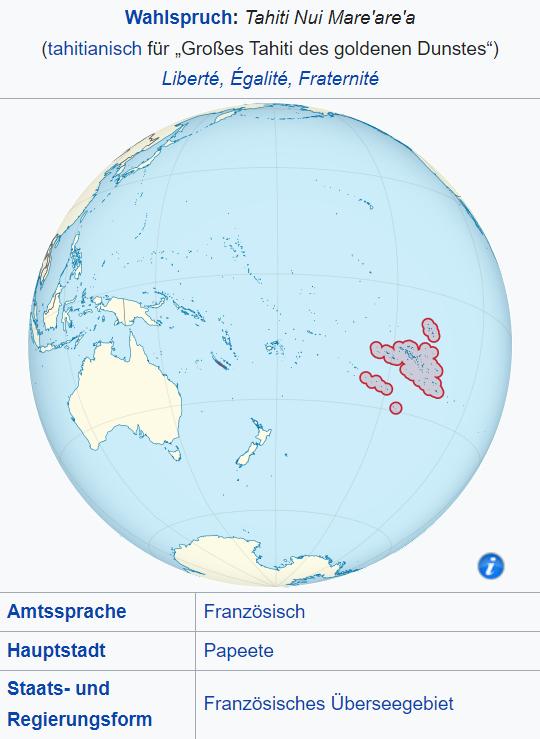 Wahlspruch: Tahiti Nui Mare'are'a
(tahitianisch für „Großes Tahiti des goldenen Dunstes“)
Liberté, Égalité, Fraternité
i
Amtssprache Französisch
Hauptstadt Papeete
Staats- und
Regierungsform Französisches Überseegebiet